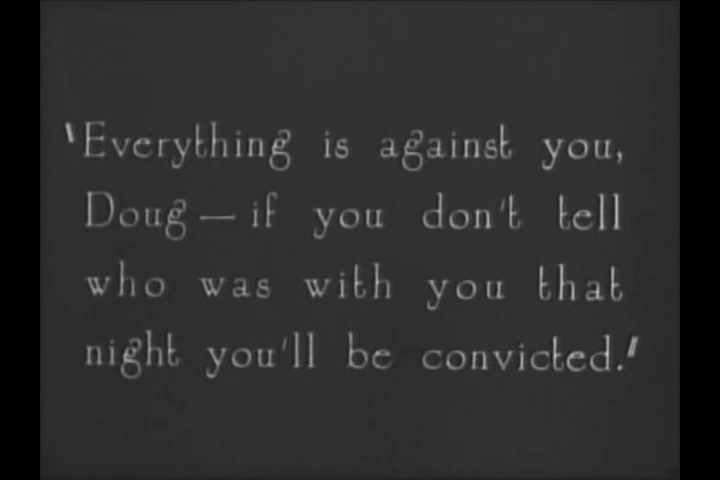 "Everything is against you,
Doug — if you don't tell
who was with you that
night you'll be convicted."